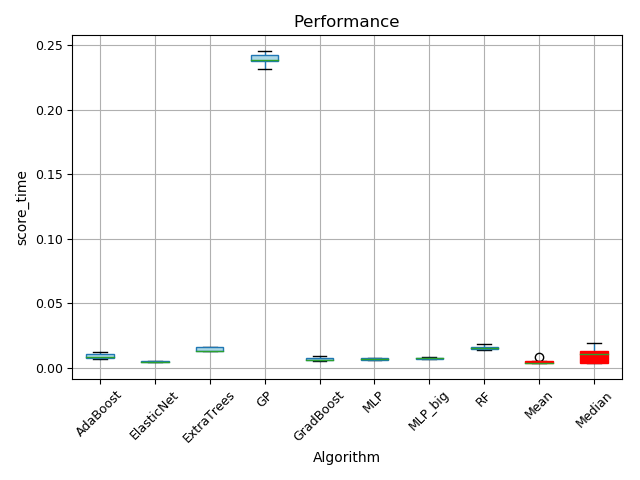 Performance
0.25
0.20
0.15
0.10
0.05
0.00
score_time
AdaBoost
ElasticNet
ExtraTrees
GP
GradBoost
MLP
MLP_big
RF
Mean
Median
Algorithm